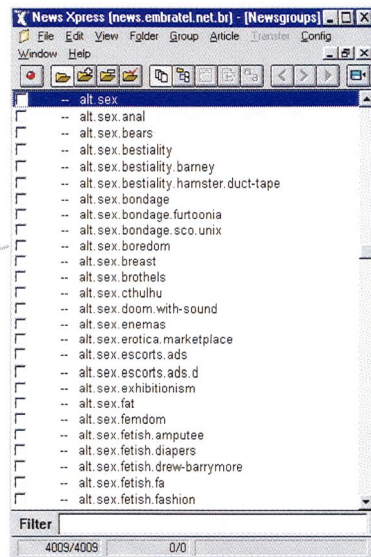 News Xpress [news.embratel.net.br] - [Newsgroups]
File Edit View Folder Group Article Transfer Config
Window Help
-- alt.sex
-- alt.sex.anal
-- alt.sex.bears
-- alt.sex.bestiality
-- alt.sex.bestiality.barney
-- alt.sex.bestiality.hamster.duct-tape
-- alt.sex.bondage
-- alt.sex.bondage.furtoonia
-- alt.sex.bondage.sco.unix
-- alt.sex.boredom
-- alt.sex.breast
-- alt.sex.brothels
-- alt.sex.cthulhu
-- alt.sex.doom.with-sound
-- alt.sex.enemas
-- alt.sex.erotica.marketplace
-- alt.sex.escorts.ads
-- alt.sex.escorts.ads.d
-- alt.sex.exhibitionism
-- alt.sex.fat
-- alt.sex.femdom
-- alt.sex.fetish.amputee
-- alt.sex.fetish.diapers
-- alt.sex.fetish.drew-barrymore
-- alt.sex.fetish.fa
-- alt.sex.fetish.fashion
Filter
4009/4009 0/0